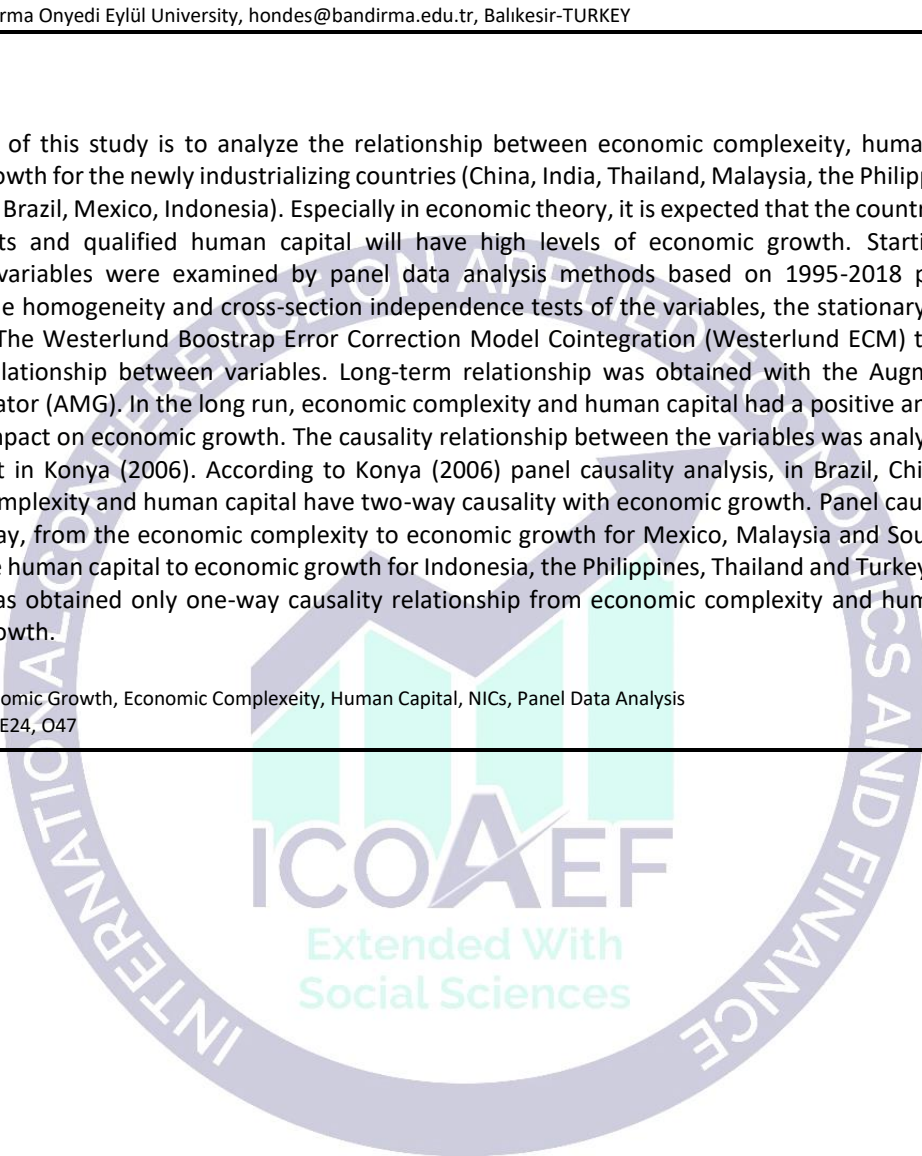 rma Onyedi Eylül University, hondes@bandirma.edu.tr, Balıkesir-TURKEY
of this study is to analyze the relationship between economic complexeity, huma
owth for the newly industrializing countries (China, India, Thailand, Malaysia, the Philipp
Brazil, Mexico, Indonesia). Especially in economic theory, it is expected that the countr
ts and qualified human capital will have high levels of economic growth. Starti
variables were examined by panel data analysis methods based on 1995-2018 p
e homogeneity and cross-section independence tests of the variables, the stationary
The Westerlund Boostrap Error Correction Model Cointegration (Westerlund ECM) t
lationship between variables. Long-term relationship was obtained with the Augn
ator (AMG). In the long run, economic complexity and human capital had a positive an
npact on economic growth. The causality relationship between the variables was analy
t in Konya (2006). According to Konya (2006) panel causality analysis, in Brazil, Chi
mplexity and human capital have two-way causality with economic growth. Panel cau
ay, from the economic complexity to economic growth for Mexico, Malaysia and Sou
e human capital to economic growth for Indonesia, the Philippines, Thailand and Turkey
as obtained only one-way causality relationship from economic complexity and hum
owth.
omic Growth, Economic Complexeity, Human Capital, NICs, Panel Data Analysis
E24, O47
INTERNATIONAL CONFERENCE ON APPLIED ECONOMICS AND FINANCE
ICOAEF
Extended With
Social Sciences